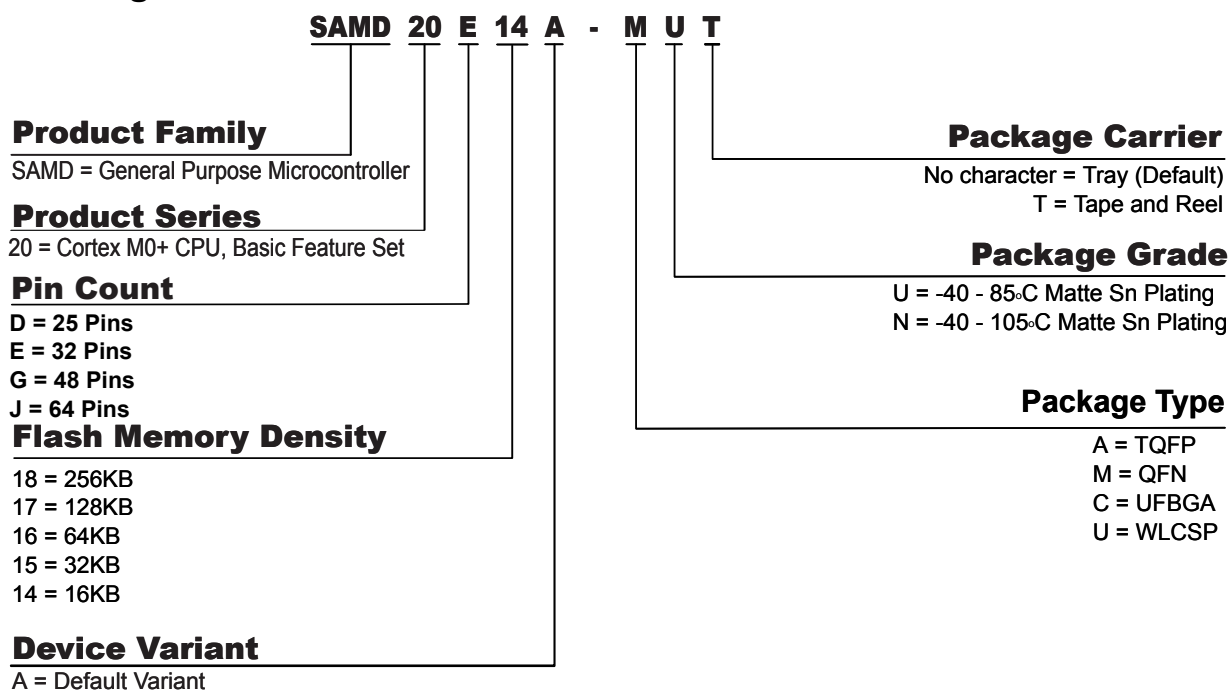 SAMD 20 E 14 A - M U T
Product Family
SAMD = General Purpose Microcontroller
Product Series
20 = Cortex M0+ CPU, Basic Feature Set
Pin Count
D = 25 Pins
E = 32 Pins
G = 48 Pins
J = 64 Pins
Flash Memory Density
18 = 256KB
17 = 128KB
16 = 64KB
15 = 32KB
14 = 16KB
Device Variant
A = Default Variant
Package Carrier
No character = Tray (Default)
T = Tape and Reel
Package Grade
U = -40 - 85°C Matte Sn Plating
N = -40 - 105°C Matte Sn Plating
Package Type
A = TQFP
M = QFN
C = UFBGA
U = WLCSP